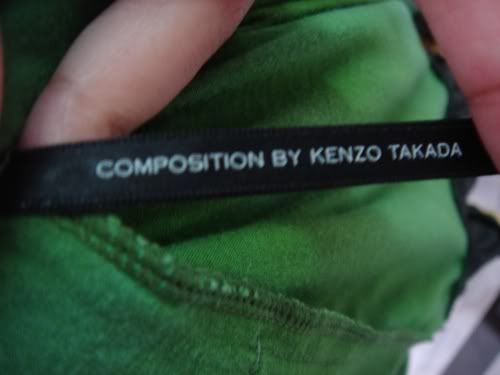 COMPOSITION BY KENZO TAKADA